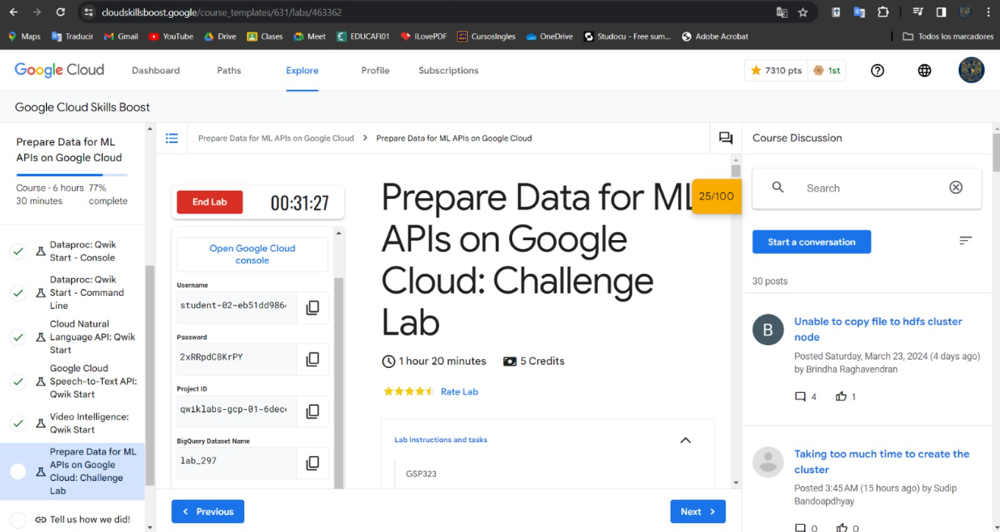 cloudskillsboost.google/course_templates/631/labs/463362
Maps Traducir Gmail YouTube Drive Clases Meet EDUCAFI01 ILovePDF CursosIngles OneDrive Studocu - Free sum... Adobe Acrobat Todos los marcadores
Google Cloud Dashboard Paths Explore Profile Subscriptions 7310 pts 1st
Google Cloud Skills Boost
Prepare Data for ML
APIs on Google Cloud
Course · 6 hours 77%
30 minutes complete
Dataproc: Qwik
Start - Console
Dataproc: Qwik
Start - Command
Line
Cloud Natural
Language API: Qwik
Start
Google Cloud
Speech-to-Text API:
Qwik Start
Video Intelligence:
Qwik Start
Prepare Data for ML
APIs on Google
Cloud: Challenge
Lab
Tell us how we did!
Prepare Data for ML APIs on Google Cloud > Prepare Data for ML APIs on Google Cloud
End Lab 00:31:27
Open Google Cloud
console
Username
student-02-eb51dd986
Password
2xRRpdC8KrPY
Project ID
qwiklabs-gcp-01-6dec
BigQuery Dataset Name
lab_297
Prepare Data for ML
25/100
APIs on Google
Cloud: Challenge
Lab
1 hour 20 minutes 5 Credits
Rate Lab
Lab instructions and tasks
GSP323
Previous
Next
Course Discussion
Search
Start a conversation
30 posts
B
Unable to copy file to hdfs cluster
node
Posted Saturday, March 23, 2024 (4 days ago)
by Brindha Raghavendran
4 1
Taking too much time to create the
cluster
Posted 3:45 AM (15 hours ago) by Sudip
Bandoapdhyay
0 0